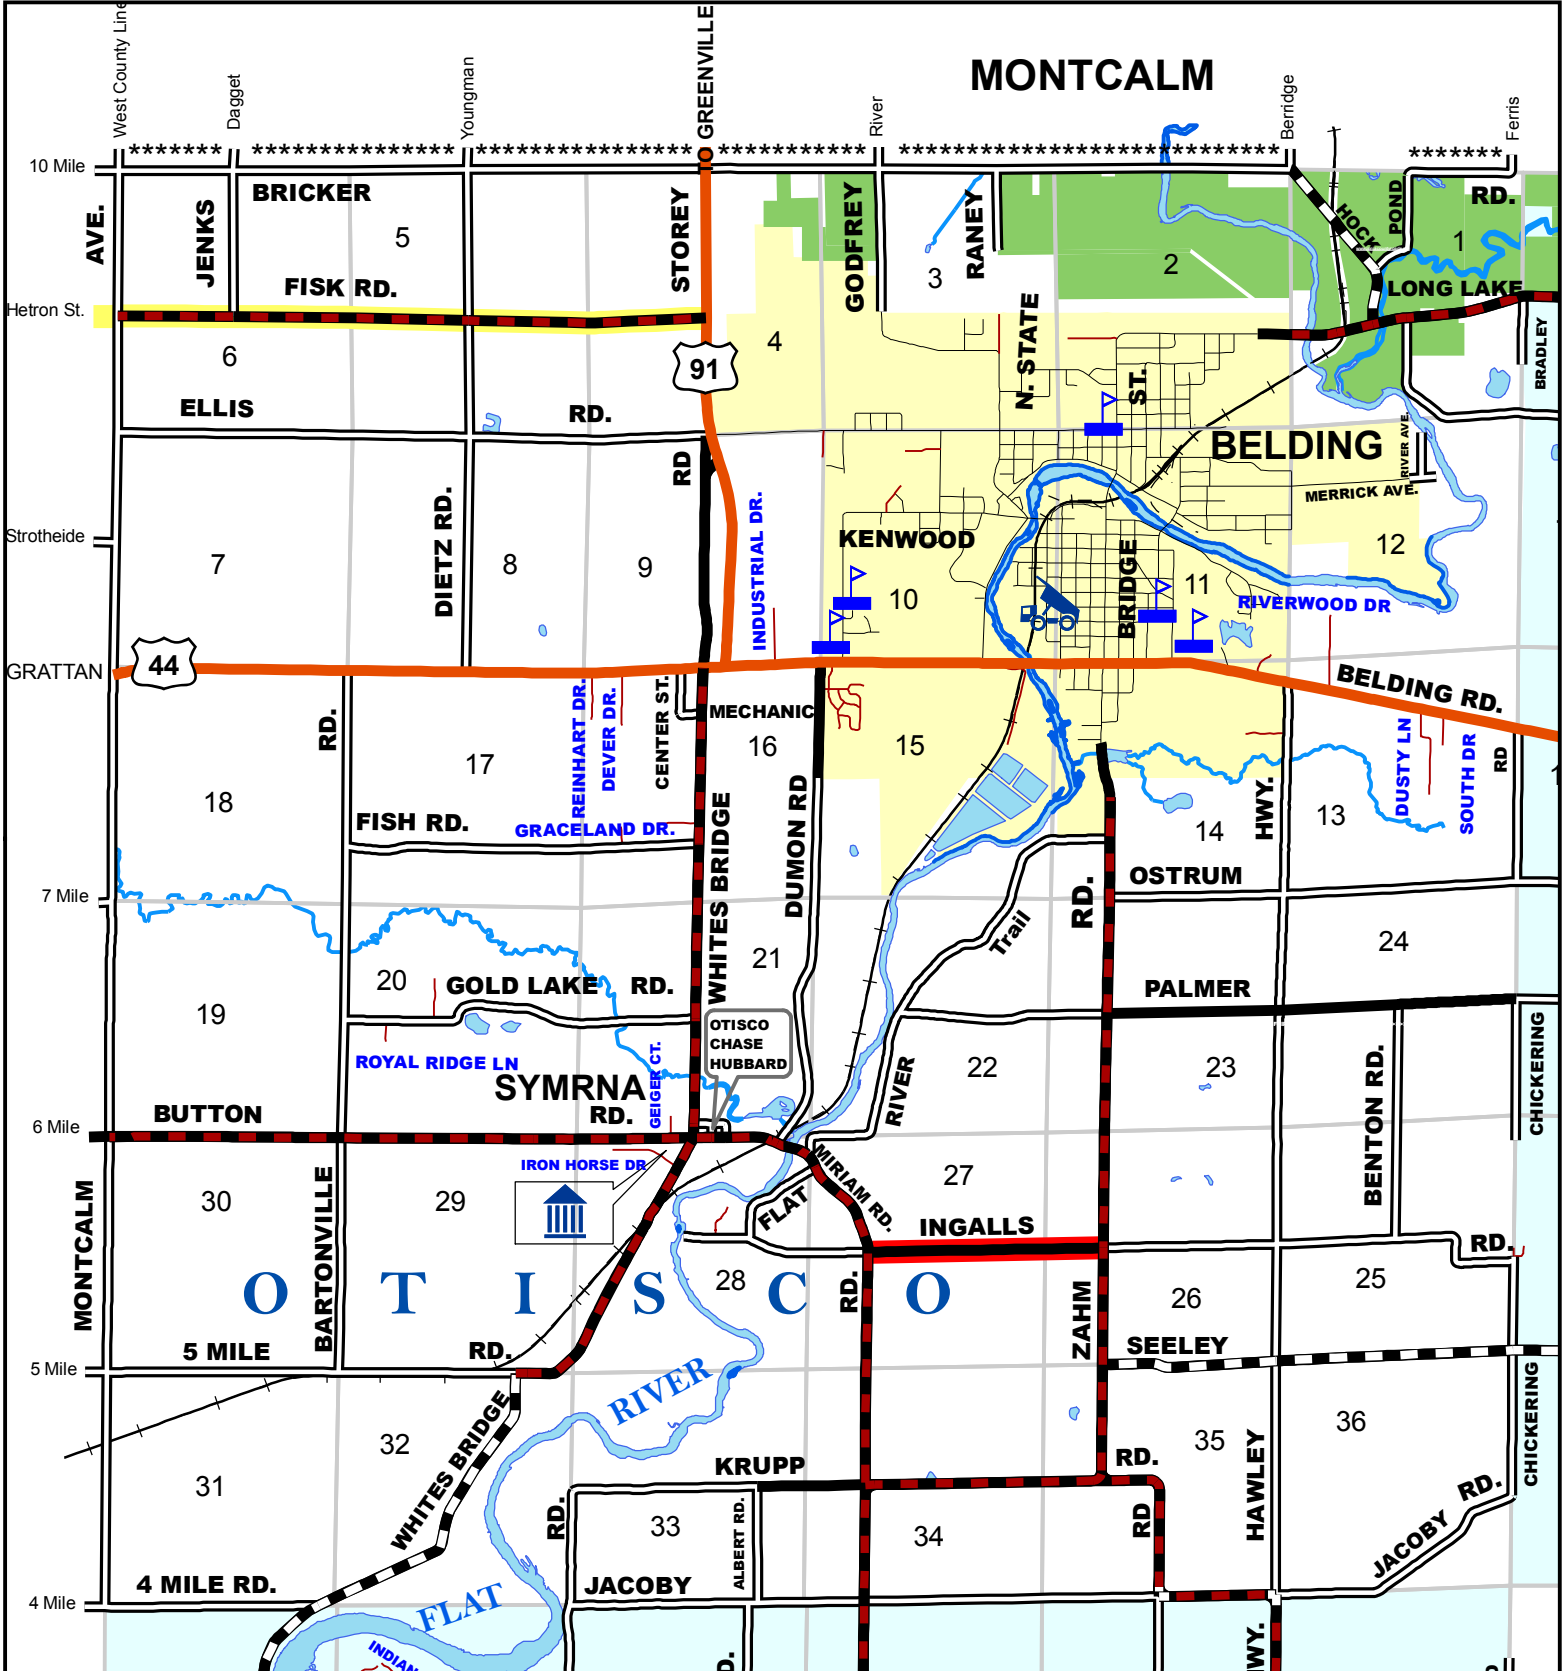 West County Line
Dagget
Youngman
TO GREENVILLE
River
MONTCALM
Berridge
Ferris
*******
******************
*******************
*************
*********************************
*******
10 Mile
BRICKER
RD.
AVE.
JENKS
5
STOREY
GODFREY
3
RANEY
2
HOCK
POND
1
FISK RD.
LONG LAKE
Hetron St.
6
91
4
N. STATE
ST.
BRADLEY
ELLIS
RD.
RD
BELDING
RIVER AVE.
MERRICK AVE.
Strotheide
7
DIETZ RD.
8
9
INDUSTRIAL DR.
KENWOOD
10
BRIDGE
11
12
RIVERWOOD DR
GRATTAN
44
BELDING RD.
RD.
REINHART DR.
DEVER DR.
CENTER ST.
MECHANIC
16
15
17
18
DUSTY LN
SOUTH DR
RD
FISH RD.
GRACELAND DR.
WHITES BRIDGE
DUMON RD
14
HWY.
13
OSTRUM
7 Mile
RD.
Trail
21
24
20
GOLD LAKE
RD.
PALMER
19
OTISCO
CHASE
HUBBARD
ROYAL RIDGE LN
GEIGER CT.
SYMRNA
22
23
RIVER
BENTON RD.
CHICKERING
BUTTON
RD.
6 Mile
IRON HORSE DR
MIRIAM RD.
27
30
29
FLAT
INGALLS
RD.
MONTCALM
BARTONVILLE
O T I S C O
28
RD.
ZAHM
26
25
5 MILE
RD.
SEELEY
5 Mile
RIVER
CHICKERING
WHITES BRIDGE
32
31
KRUPP
RD.
35
36
HAWLEY
RD.
33
ALBERT RD.
34
RD
JACOBY
RD.
4 MILE RD.
JACOBY
4 Mile
FLAT
INDIAN
D.
WY.